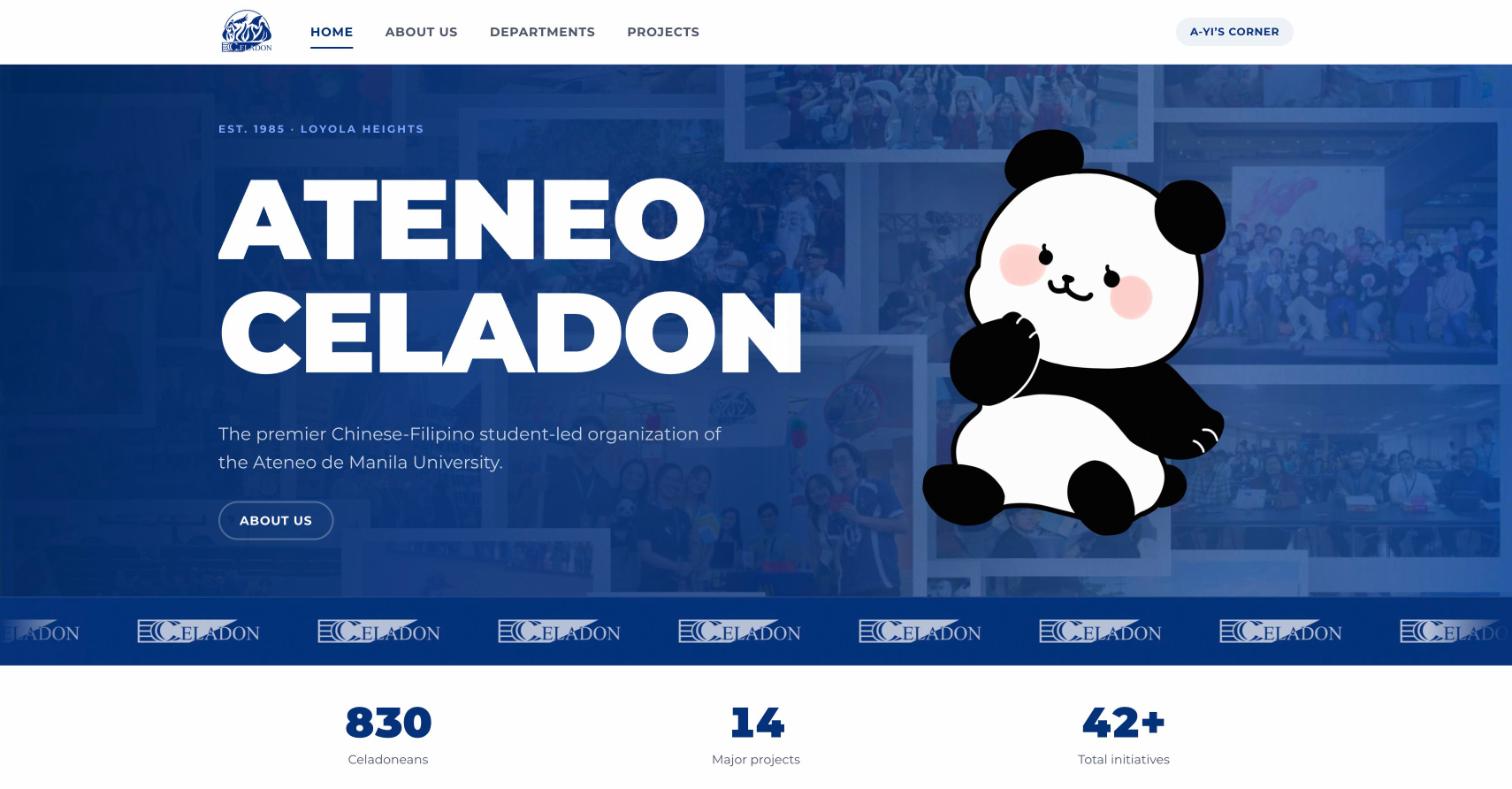 CELADON
HOME
ABOUT US
DEPARTMENTS
PROJECTS
A-YI'S CORNER
EST. 1985 · LOYOLA HEIGHTS
ATENEO
CELADON
The premier Chinese-Filipino student-led organization of
the Ateneo de Manila University.
ABOUT US
CELADON CELADON CELADON CELADON CELADON CELADON CELADON
830
Celadoneans
14
Major projects
42+
Total initiatives